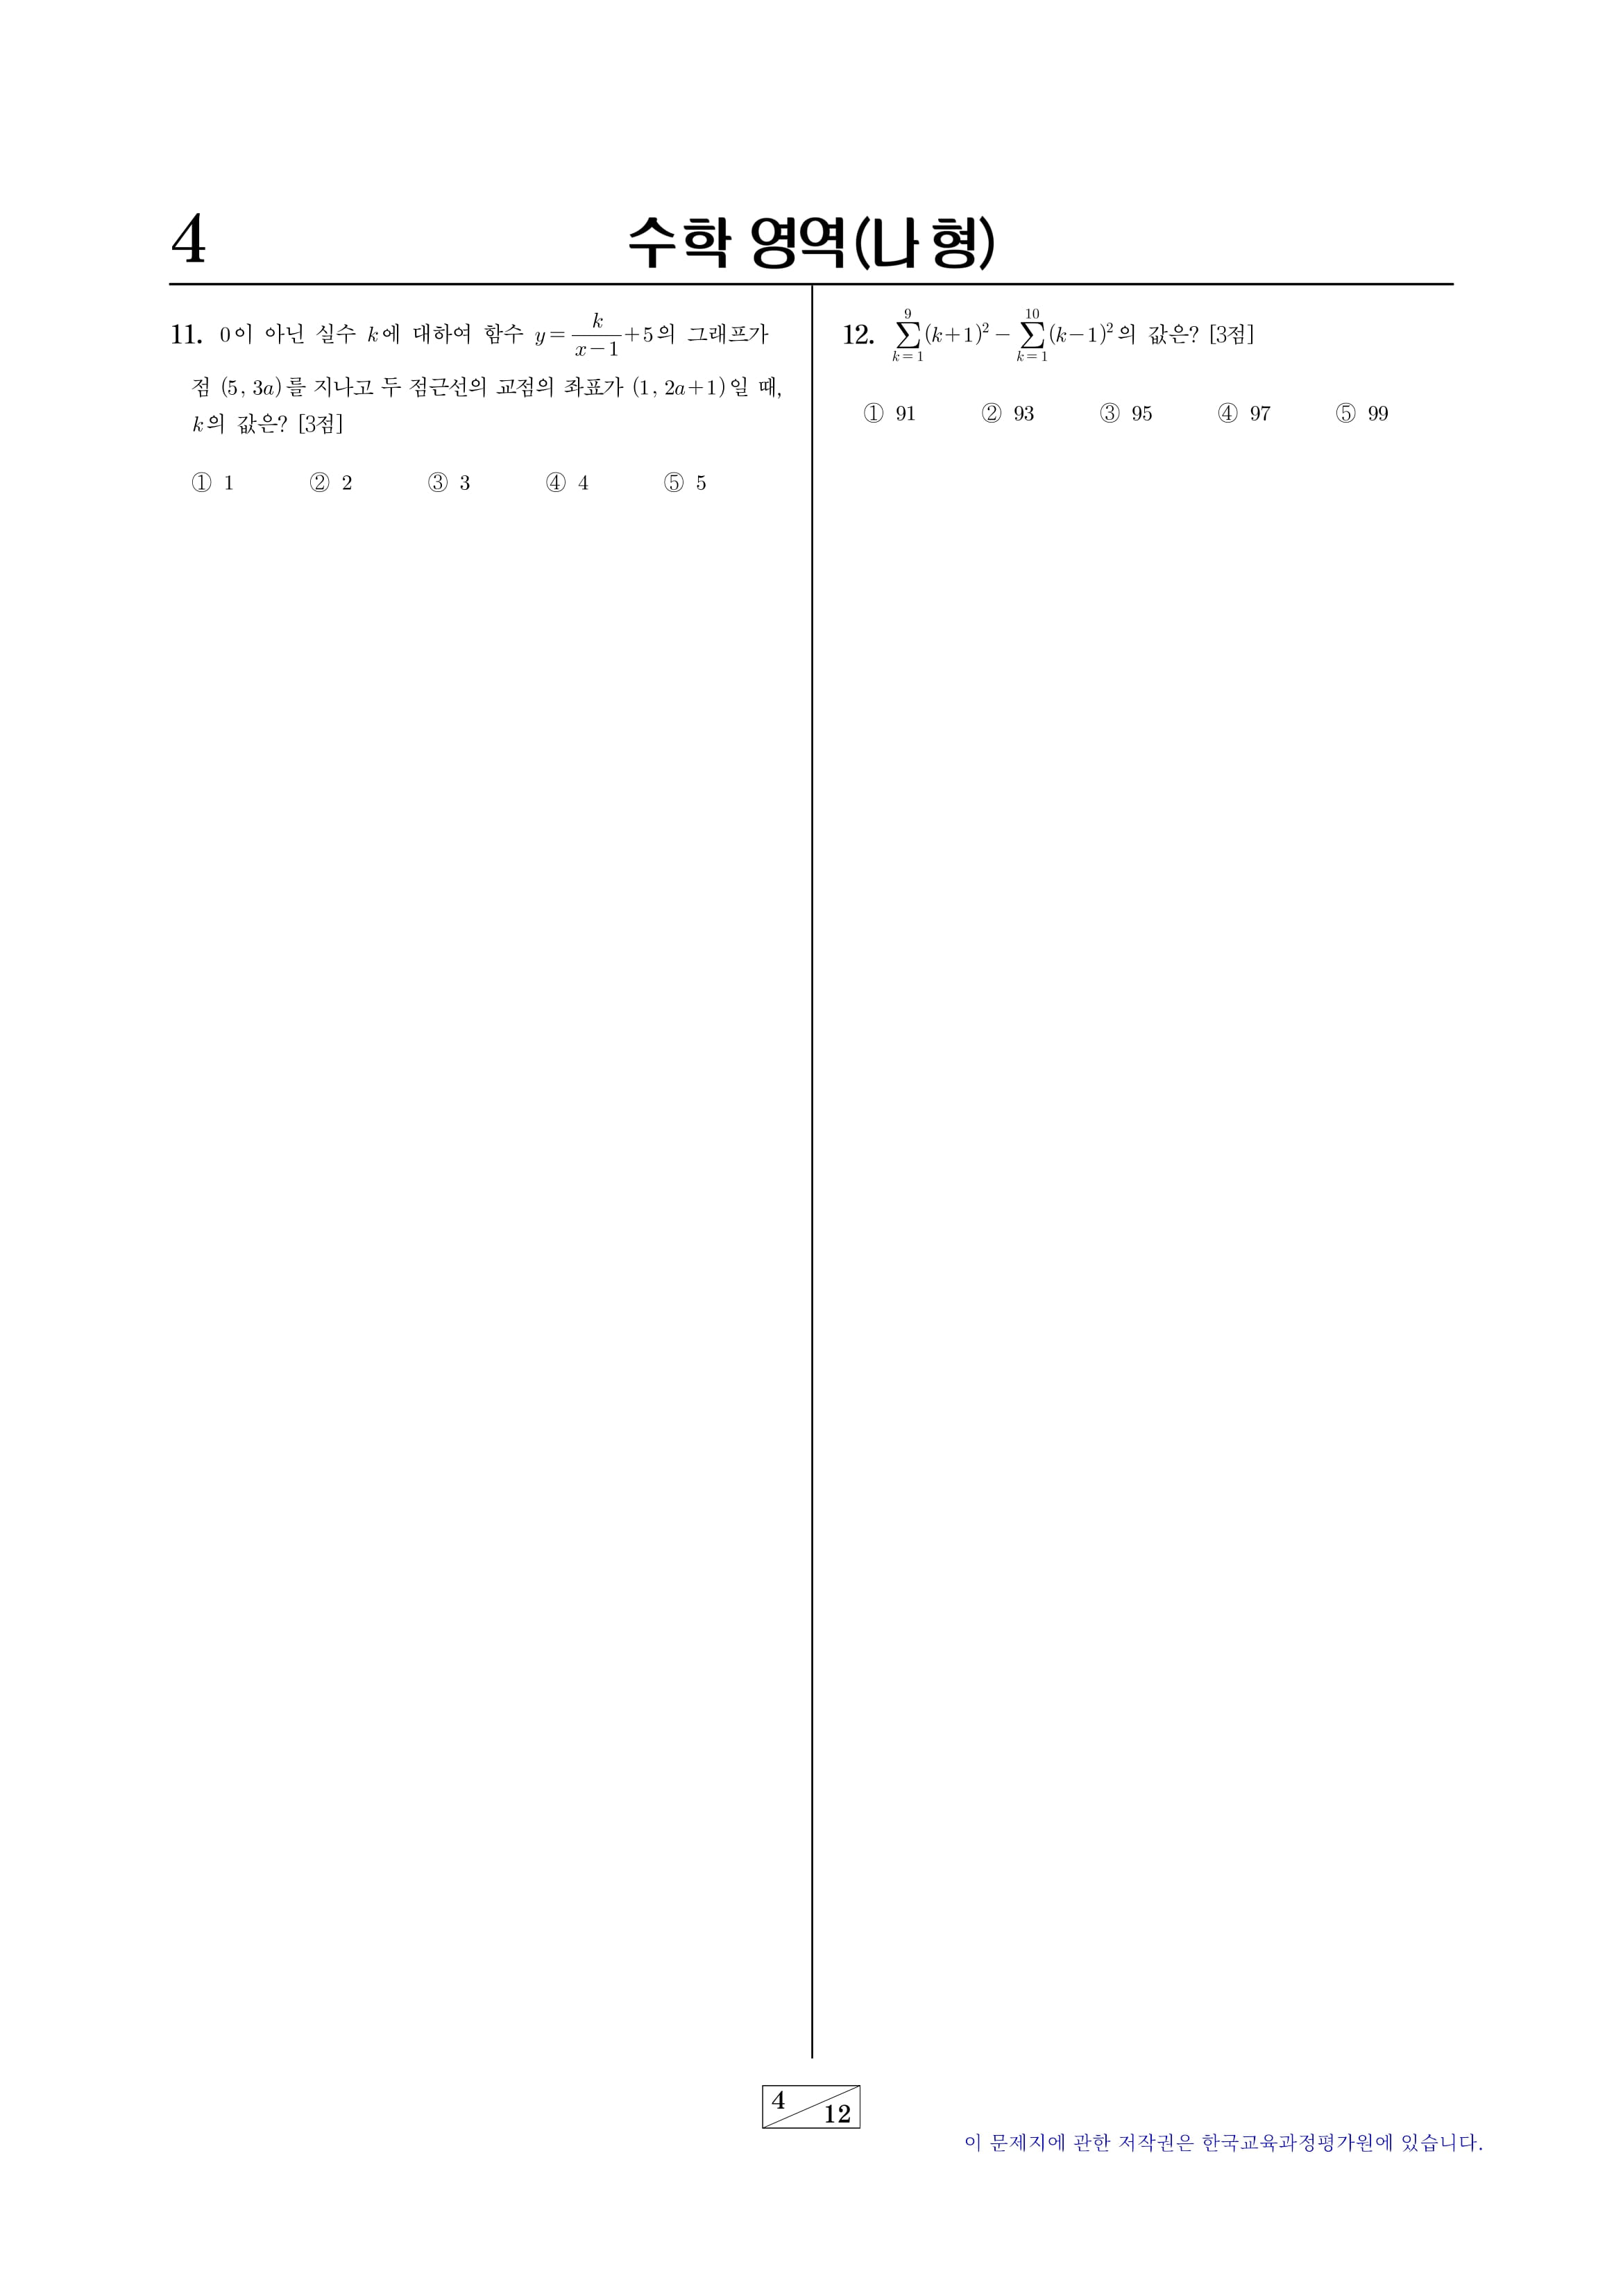 4
수학 영역(나형)
11. 0이 아닌 실수 k에 대하여 함수 y = k/(x−1) + 5의 그래프가
점 (5, 3a)를 지나고 두 점근선의 교점의 좌표가 (1, 2a+1)일 때,
k의 값은? [3점]
① 1 ② 2 ③ 3 ④ 4 ⑤ 5
12. ∑_{k=1}^{9} (k+1)² − ∑_{k=1}^{10} (k−1)² 의 값은? [3점]
① 91 ② 93 ③ 95 ④ 97 ⑤ 99
4
12
이 문제지에 관한 저작권은 한국교육과정평가원에 있습니다.